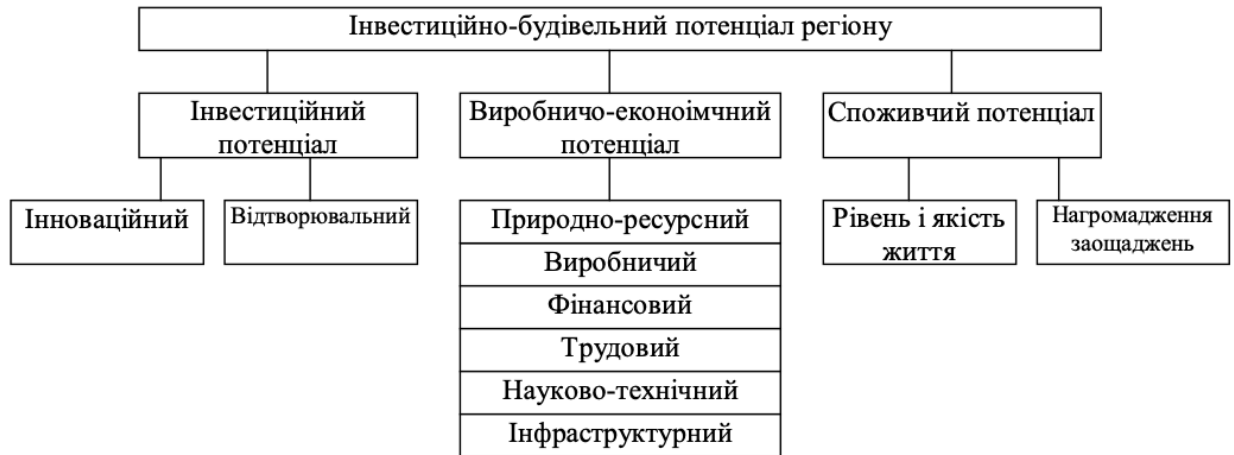 Інвестиційно-будівельний потенціал регіону
Інвестиційний
потенціал
Виробничо-екноімчний
потенціал
Споживчий потенціал
Інноваційний
Відтворювальний
Природно-ресурсний
Виробничий
Фінансовий
Трудовий
Науково-технічний
Інфраструктурний
Рівень і якість
життя
Нагромадження
заощаджень